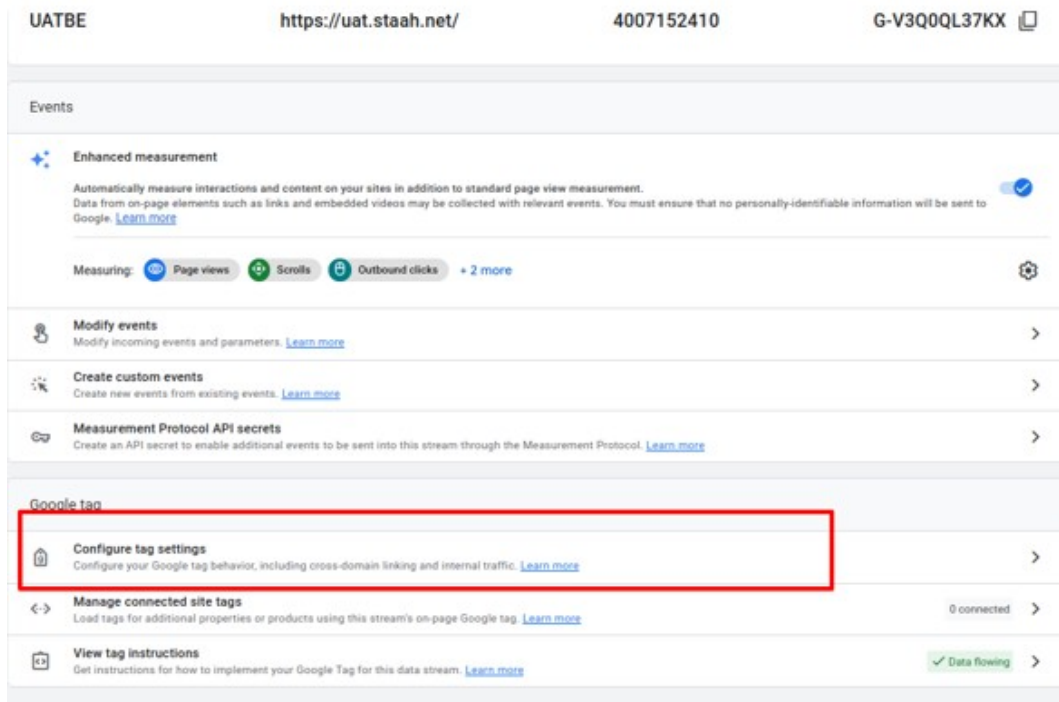 UATBE https://uat.staah.net/ 4007152410 G-V3Q0QL37KX
Events
Enhanced measurement
Automatically measure interactions and content on your sites in addition to standard page view measurement.
Data from on-page elements such as links and embedded videos may be collected with relevant events. You must ensure that no personally-identifiable information will be sent to
Google. Learn more
Measuring: Page views Scrolls Outbound clicks + 2 more
Modify events
Modify incoming events and parameters. Learn more
Create custom events
Create new events from existing events. Learn more
Measurement Protocol API secrets
Create an API secret to enable additional events to be sent into this stream through the Measurement Protocol. Learn more
Google tag
Configure tag settings
Configure your Google tag behavior, including cross-domain linking and internal traffic. Learn more
Manage connected site tags
Load tags for additional properties or products using this stream's on-page Google tag. Learn more
0 connected
View tag instructions
Get instructions for how to implement your Google Tag for this data stream. Learn more
Data flowing